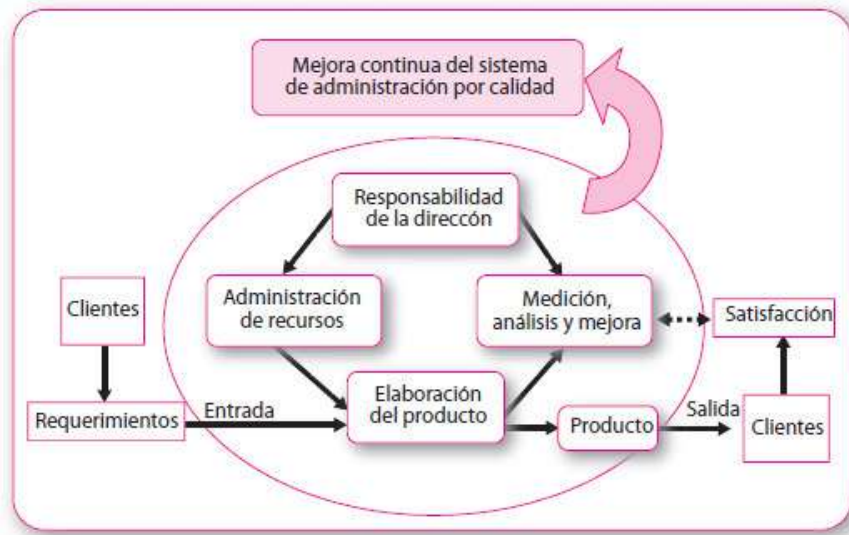 Mejora continua del sistema
de administración por calidad
Responsabilidad
de la direccón
Clientes
Administración
de recursos
Medición,
análisis y mejora
Satisfacción
Requerimientos
Entrada
Elaboración
del producto
Producto
Salida
Clientes